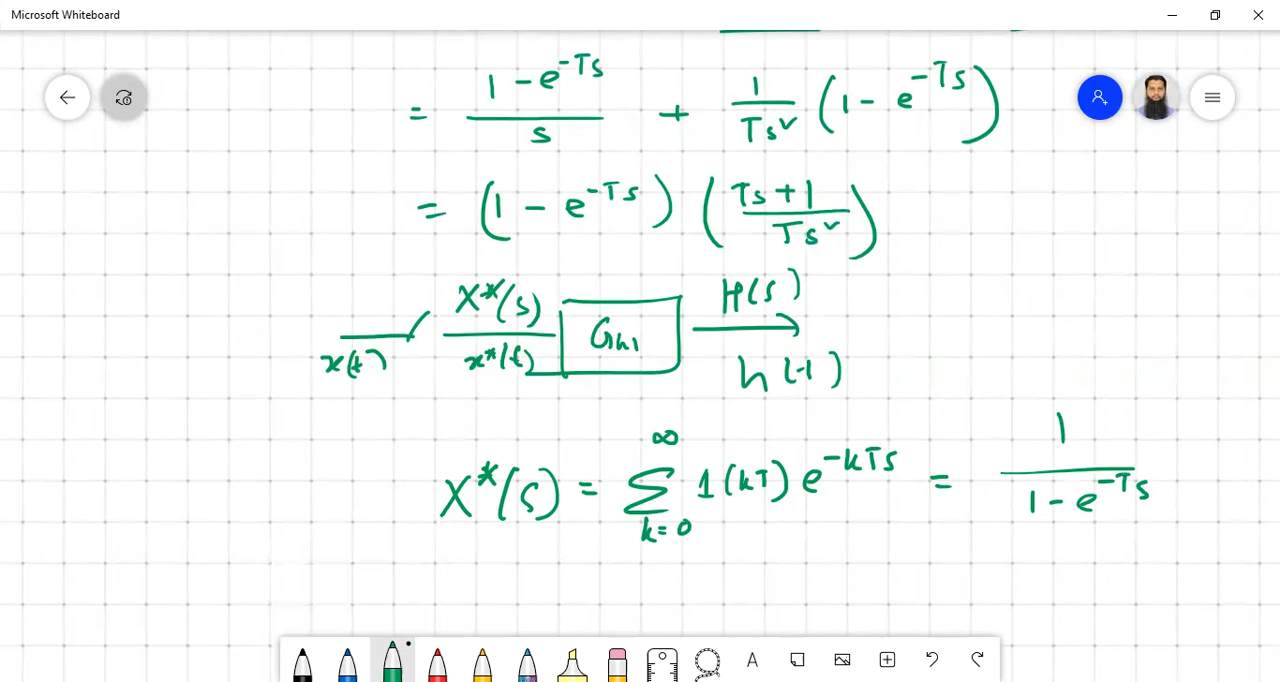 Microsoft Whiteboard
= (1 - e^{-Ts})/s + 1/(Ts²) (1 - e^{-Ts})
= (1 - e^{-Ts}) ((Ts + 1)/(Ts²))
X*(s) H(s)
G_{h1}
x(t) x*(t) h(t)
X*(s) = ∑_{k=0}^{∞} 1(kT) e^{-kTs} = 1/(1 - e^{-Ts})
A